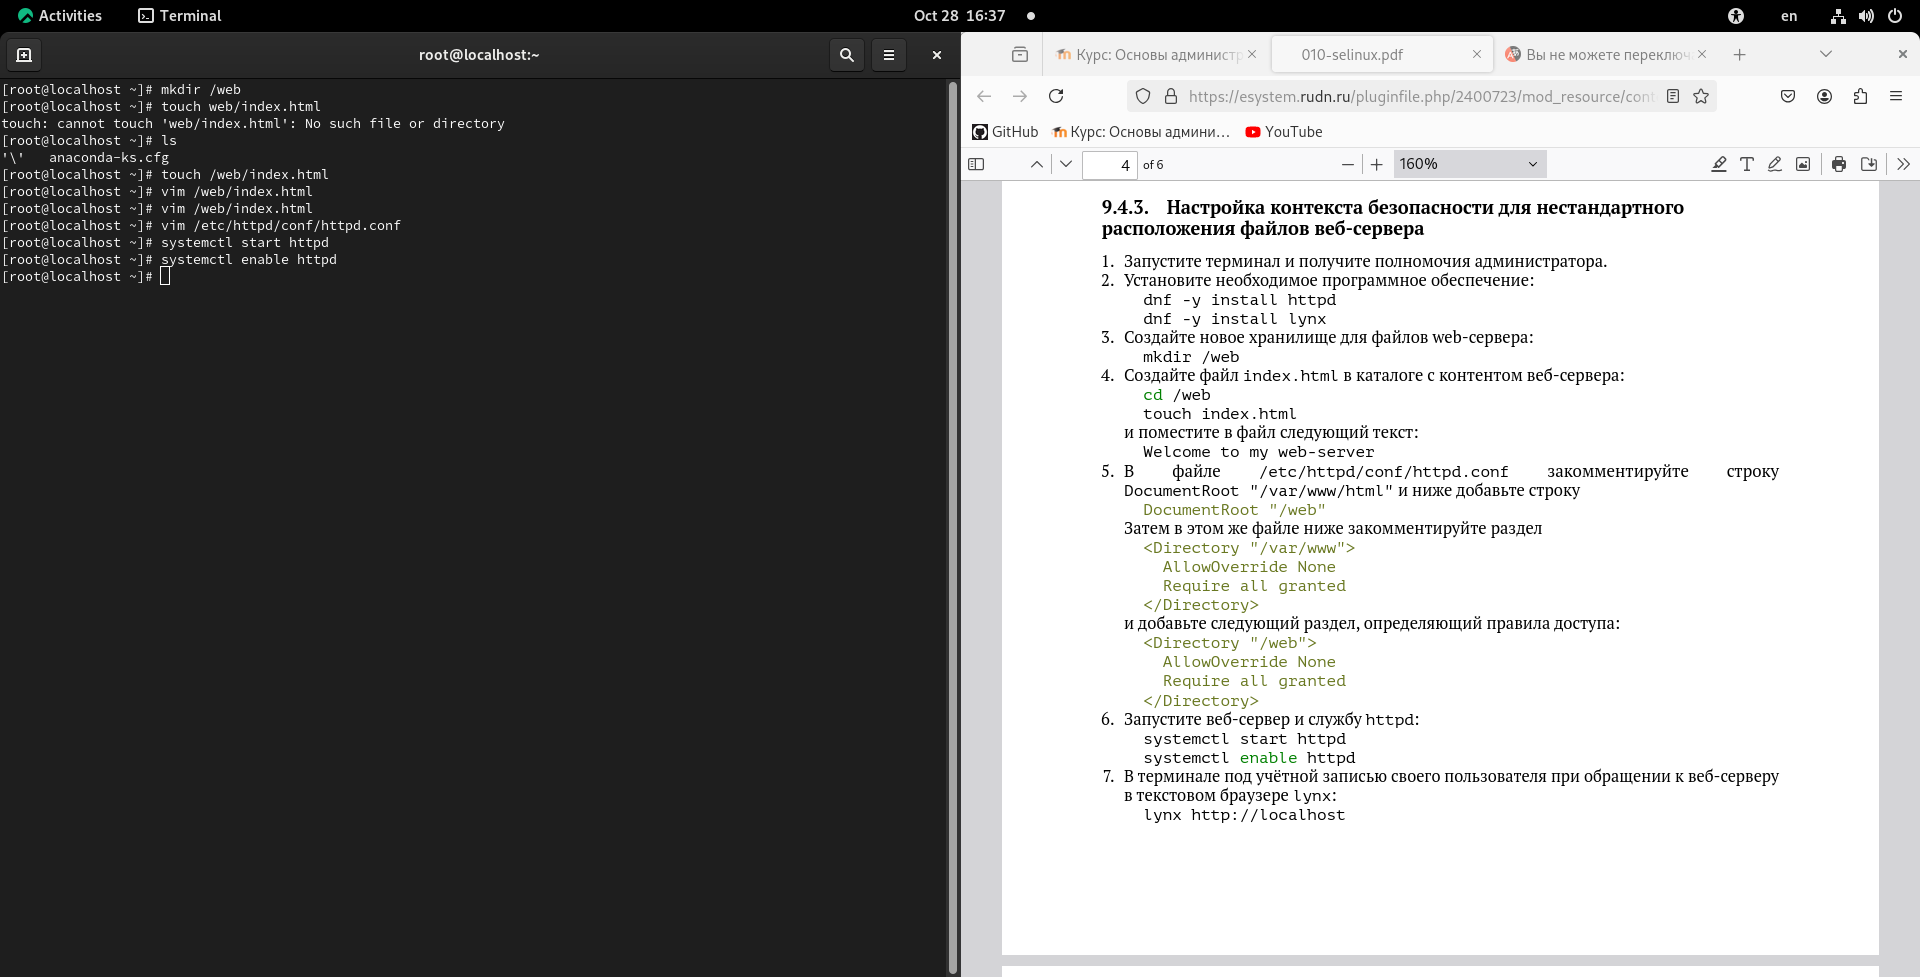 Activities
Terminal
Oct 28 16:37
en
root@localhost:~
[root@localhost ~]# mkdir /web
[root@localhost ~]# touch web/index.html
touch: cannot touch 'web/index.html': No such file or directory
[root@localhost ~]# ls
'\' anaconda-ks.cfg
[root@localhost ~]# touch /web/index.html
[root@localhost ~]# vim /web/index.html
[root@localhost ~]# vim /web/index.html
[root@localhost ~]# vim /etc/httpd/conf/httpd.conf
[root@localhost ~]# systemctl start httpd
[root@localhost ~]# systemctl enable httpd
[root@localhost ~]#
Курс: Основы администр
010-selinux.pdf
Вы не можете переключ
https://esystem.rudn.ru/pluginfile.php/2400723/mod_resource/cont
GitHub
Курс: Основы админи…
YouTube
4 of 6
160%
9.4.3. Настройка контекста безопасности для нестандартного
расположения файлов веб-сервера
1. Запустите терминал и получите полномочия администратора.
2. Установите необходимое программное обеспечение:
dnf -y install httpd
dnf -y install lynx
3. Создайте новое хранилище для файлов web-сервера:
mkdir /web
4. Создайте файл index.html в каталоге с контентом веб-сервера:
cd /web
touch index.html
и поместите в файл следующий текст:
Welcome to my web-server
5. В файле /etc/httpd/conf/httpd.conf закомментируйте строку
DocumentRoot "/var/www/html" и ниже добавьте строку
DocumentRoot "/web"
Затем в этом же файле ниже закомментируйте раздел
<Directory "/var/www">
AllowOverride None
Require all granted
</Directory>
и добавьте следующий раздел, определяющий правила доступа:
<Directory "/web">
AllowOverride None
Require all granted
</Directory>
6. Запустите веб-сервер и службу httpd:
systemctl start httpd
systemctl enable httpd
7. В терминале под учётной записью своего пользователя при обращении к веб-серверу
в текстовом браузере lynx:
lynx http://localhost